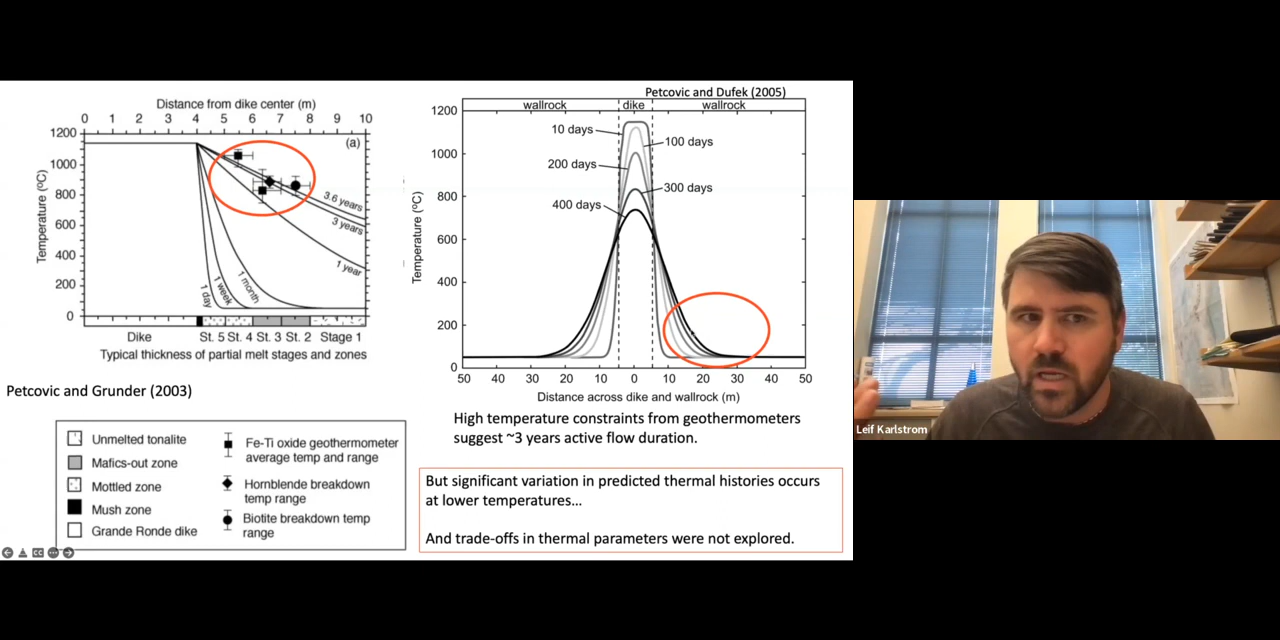 Distance from dike center (m)
0 1 2 3 4 5 6 7 8 9 10
1200
1000
800
600
400
200
0
Temperature (ºC)
(a)
3.6 years
3 years
1 year
1 month
1 week
1 day
Dike St. 5 St. 4 St. 3 St. 2 Stage 1
Typical thickness of partial melt stages and zones
Petcovic and Grunder (2003)
Unmelted tonalite
Mafics-out zone
Mottled zone
Mush zone
Grande Ronde dike
Fe-Ti oxide geothermometer
average temp and range
Hornblende breakdown
temp range
Biotite breakdown temp
range
Petcovic and Dufek (2005)
wallrock dike wallrock
1200
1000
800
600
400
200
0
Temperature (ºC)
10 days
100 days
200 days
300 days
400 days
50 40 30 20 10 0 10 20 30 40 50
Distance across dike and wallrock (m)
High temperature constraints from geothermometers
suggest ~3 years active flow duration.
But significant variation in predicted thermal histories occurs
at lower temperatures...
And trade-offs in thermal parameters were not explored.
Leif Karlstrom